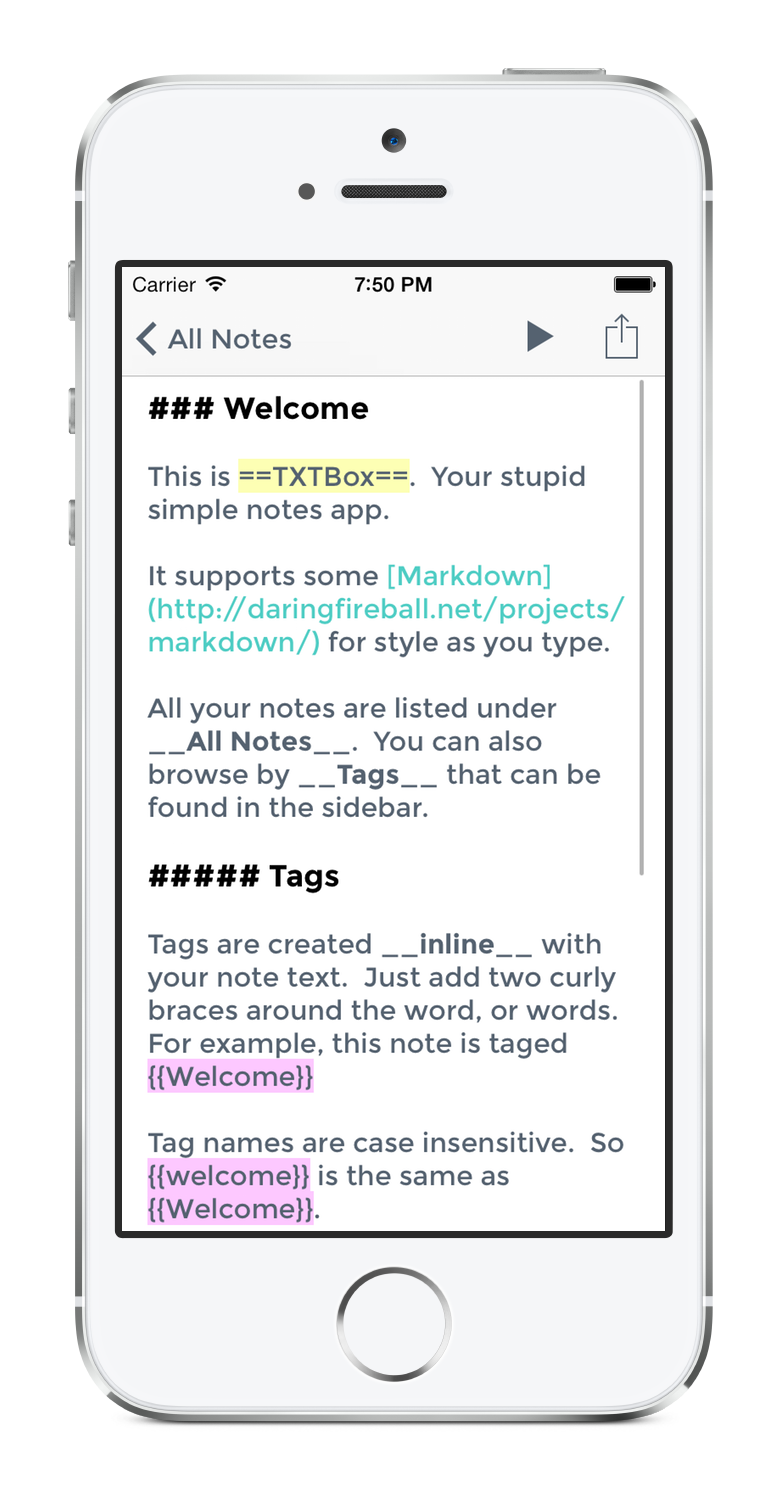 Carrier
7:50 PM
All Notes
### Welcome
This is ==TXTBox==.  Your stupid
simple notes app.
It supports some [Markdown]
(http://daringfireball.net/projects/
markdown/) for style as you type.
All your notes are listed under
__All Notes__.  You can also
browse by __Tags__ that can be
found in the sidebar.
##### Tags
Tags are created __inline__ with
your note text.  Just add two curly
braces around the word, or words.
For example, this note is taged
{{Welcome}}
Tag names are case insensitive.  So
{{welcome}} is the same as
{{Welcome}}.